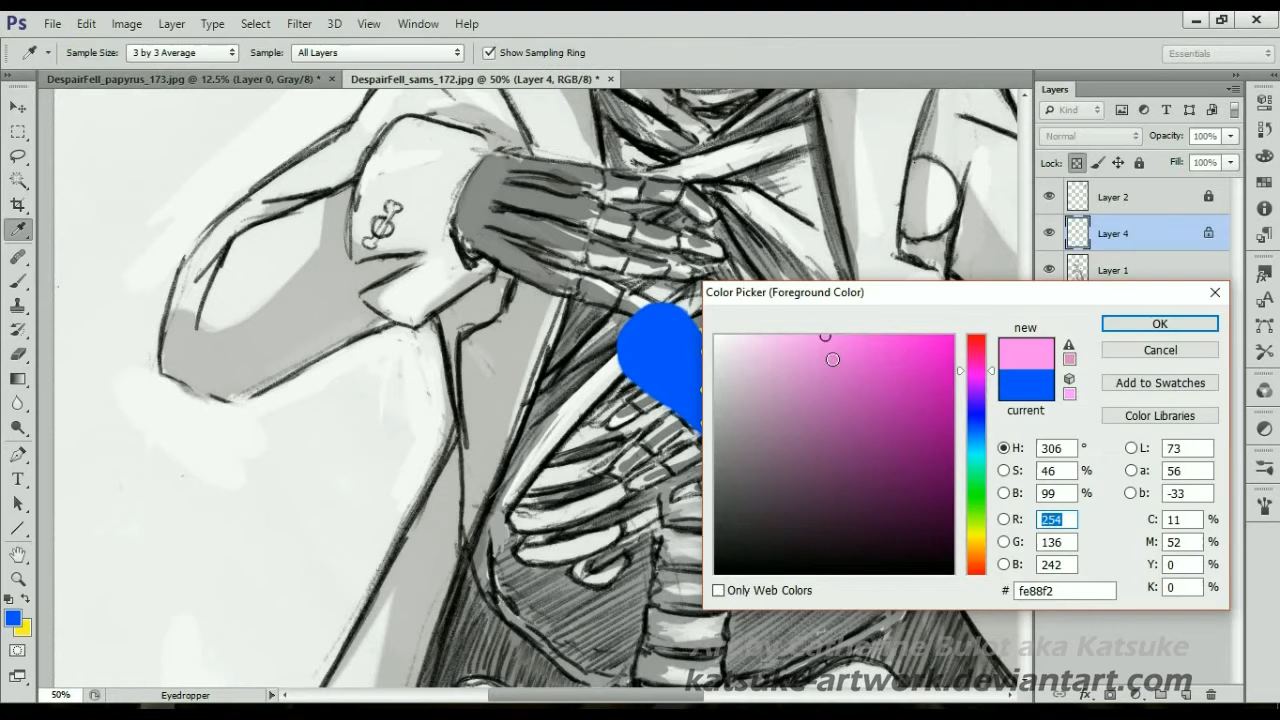 Ps File Edit Image Layer Type Select Filter 3D View Window Help
Sample Size: 3 by 3 Average Sample: All Layers Show Sampling Ring Essentials
DespairFell_papyrus_173.jpg @ 12.5% (Layer 0, Gray/8) * × DespairFell_sams_172.jpg @ 50% (Layer 4, RGB/8) * ×
Layers
Kind
Normal Opacity: 100%
Lock: Fill: 100%
Layer 2
Layer 4
Layer 1
Color Picker (Foreground Color)
new
current
OK
Cancel
Add to Swatches
Color Libraries
H: 306 ° L: 73
S: 46 % a: 56
B: 99 % b: -33
R: 254 C: 11 %
G: 136 M: 52 %
B: 242 Y: 0 %
K: 0 %
Only Web Colors # fe88f2
Bulot aka Katsuke
katsuke-artwork.deviantart.com
50% Eyedropper